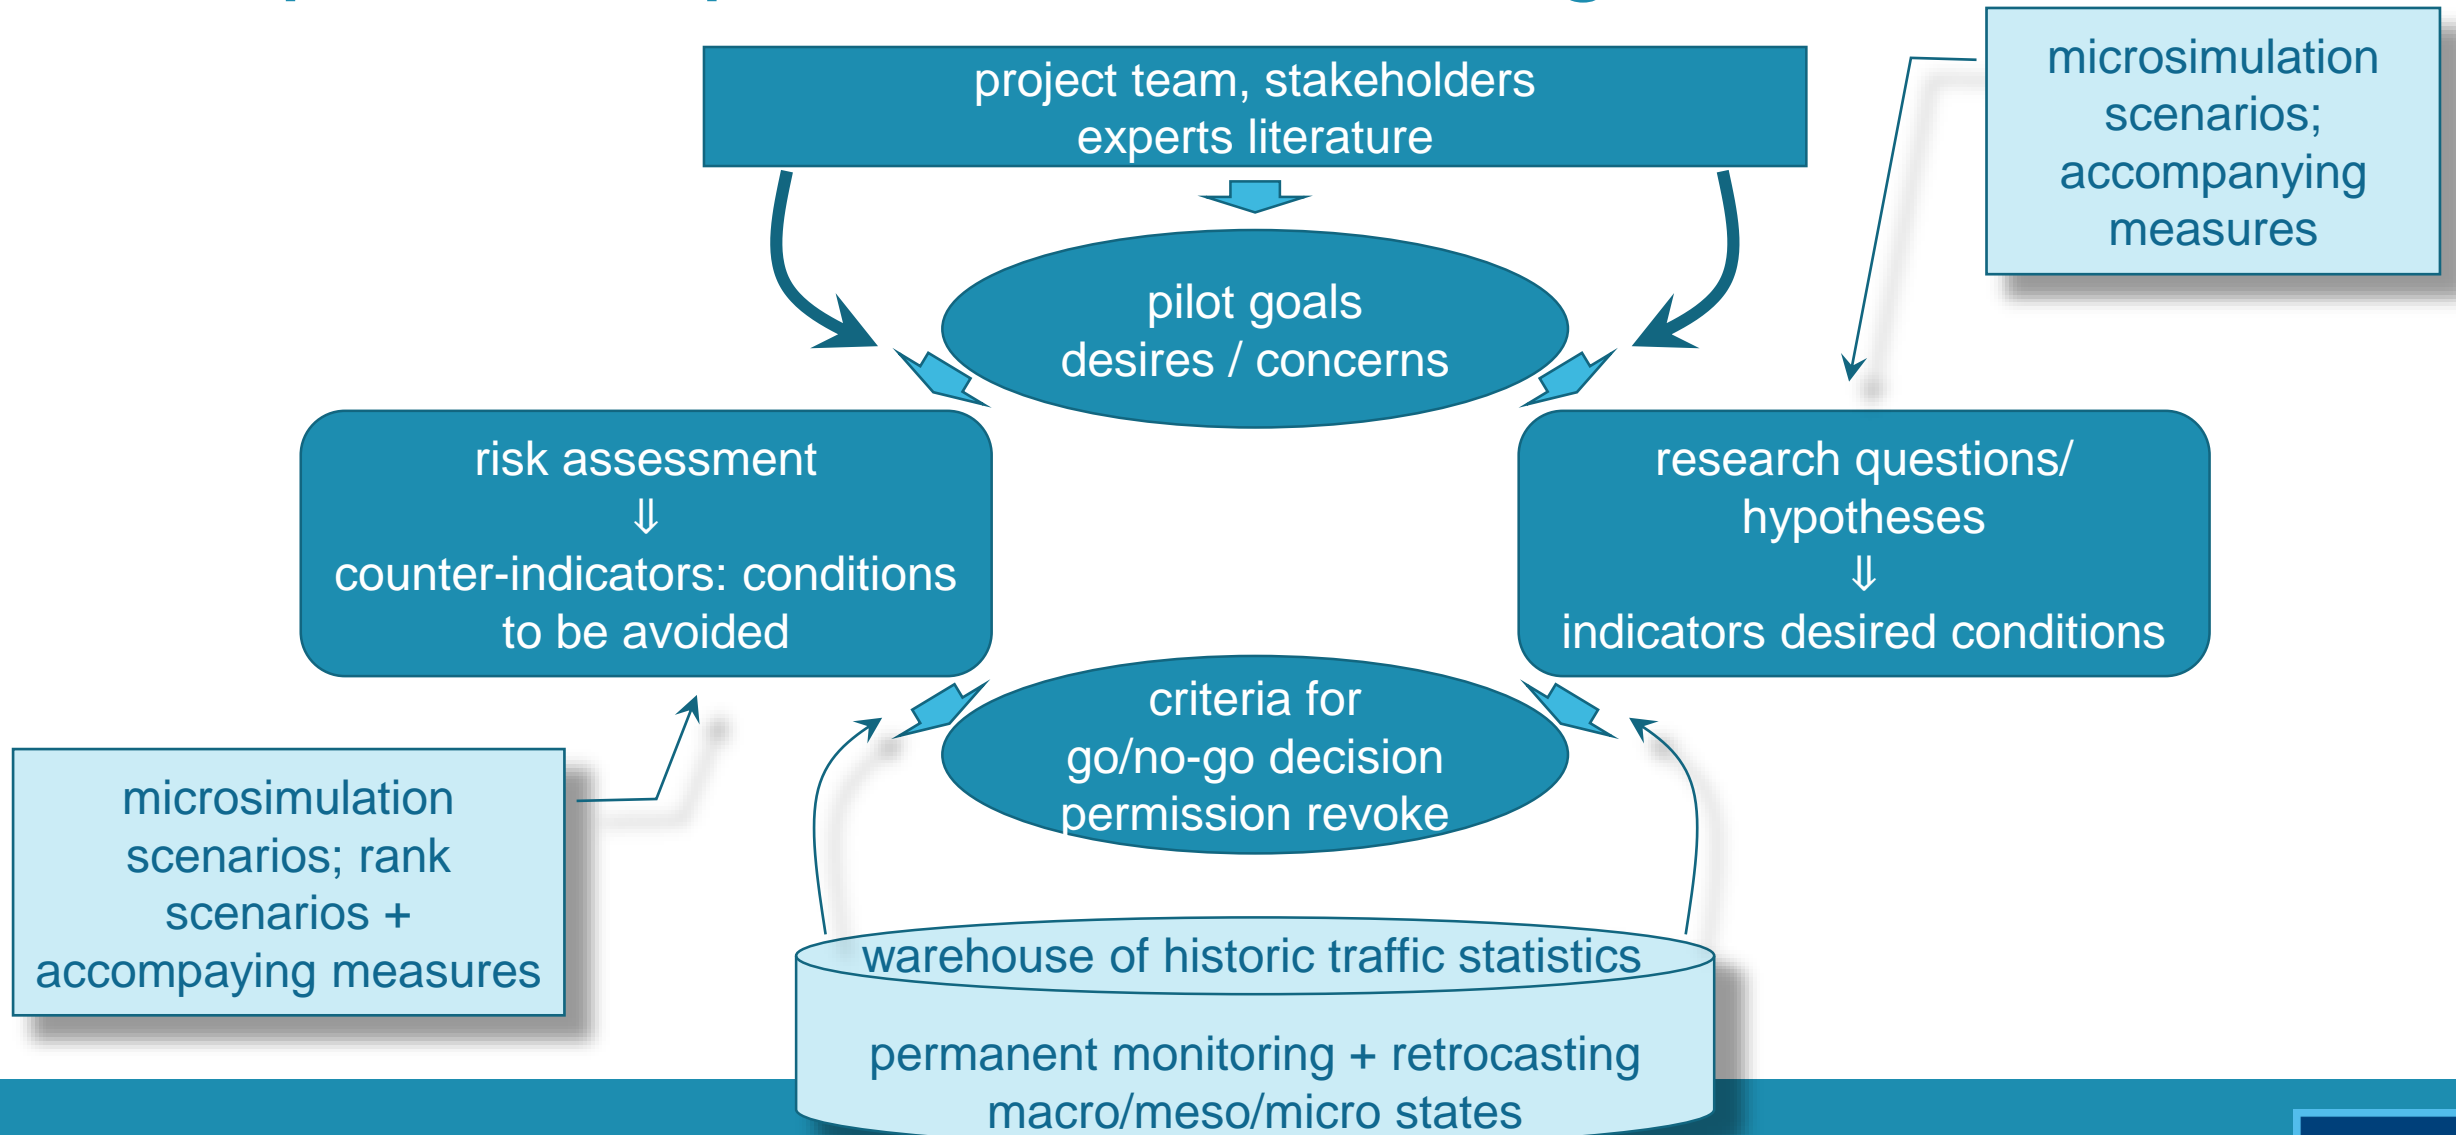 project team, stakeholders
experts literature
microsimulation
scenarios;
accompanying
measures
pilot goals
desires / concerns
risk assessment
⇓
counter-indicators: conditions
to be avoided
research questions/
hypotheses
⇓
indicators desired conditions
criteria for
go/no-go decision
permission revoke
microsimulation
scenarios; rank
scenarios +
accompaying measures
warehouse of historic traffic statistics
permanent monitoring + retrocasting
macro/meso/micro states